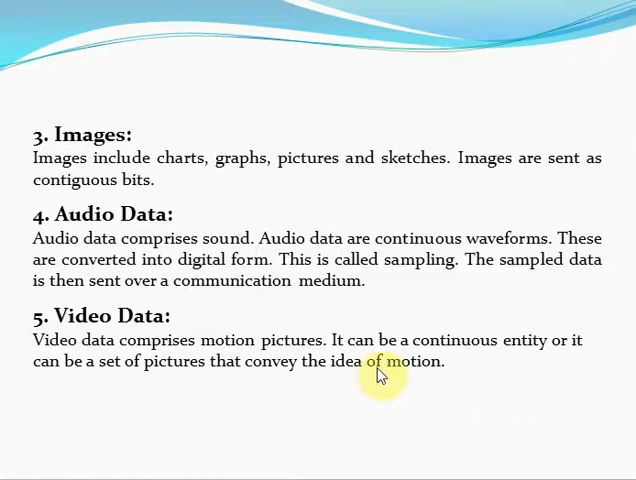 3. Images:
Images include charts, graphs, pictures and sketches. Images are sent as
contiguous bits.
4. Audio Data:
Audio data comprises sound. Audio data are continuous waveforms. These
are converted into digital form. This is called sampling. The sampled data
is then sent over a communication medium.
5. Video Data:
Video data comprises motion pictures. It can be a continuous entity or it
can be a set of pictures that convey the idea of motion.